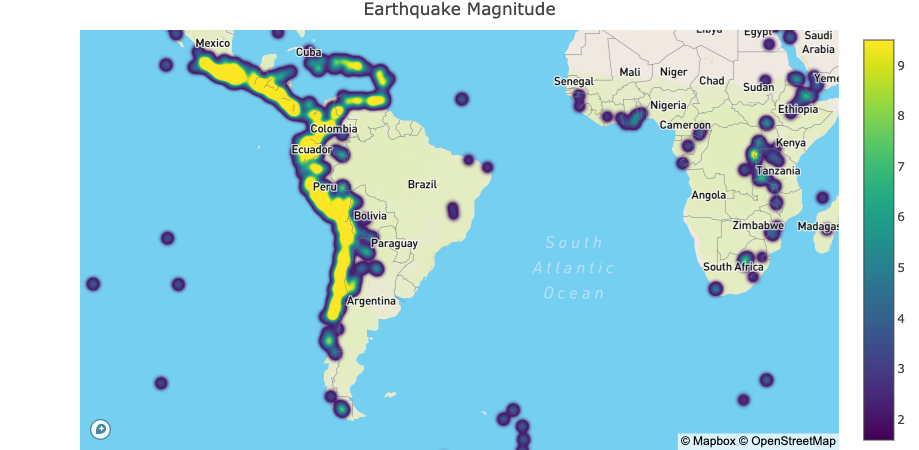 Earthquake Magnitude
Libya
Egypt
Mexico
Cuba
Saudi
Arabia
Senegal
Mali
Niger
Chad
Sudan
Yeme
Nigeria
Ethiopia
Colombia
Cameroon
Ecuador
Kenya
Tanzania
Peru
Brazil
Angola
Bolivia
Zimbabwe
Madagas
Paraguay
South
Atlantic
Ocean
South Africa
Argentina
9
8
7
6
5
4
3
2
© Mapbox © OpenStreetMap